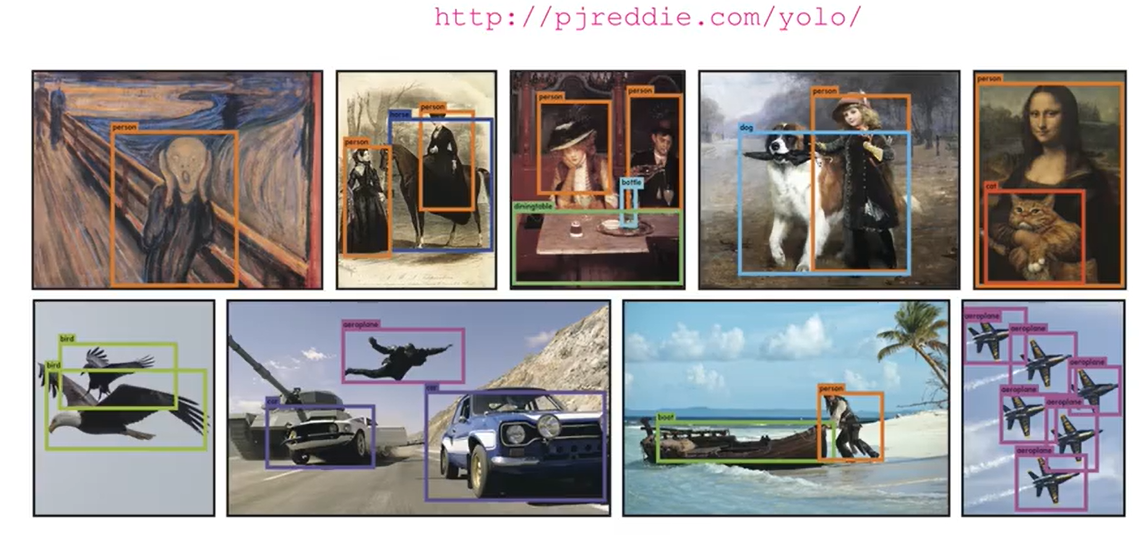 http://pjreddie.com/yolo/
person
person
horse
person
person
person
bottle
diningtable
person
dog
person
cat
bird
bird
aeroplane
car
car
person
boat
aeroplane
aeroplane
aeroplane
aeroplane
aeroplane
aeroplane